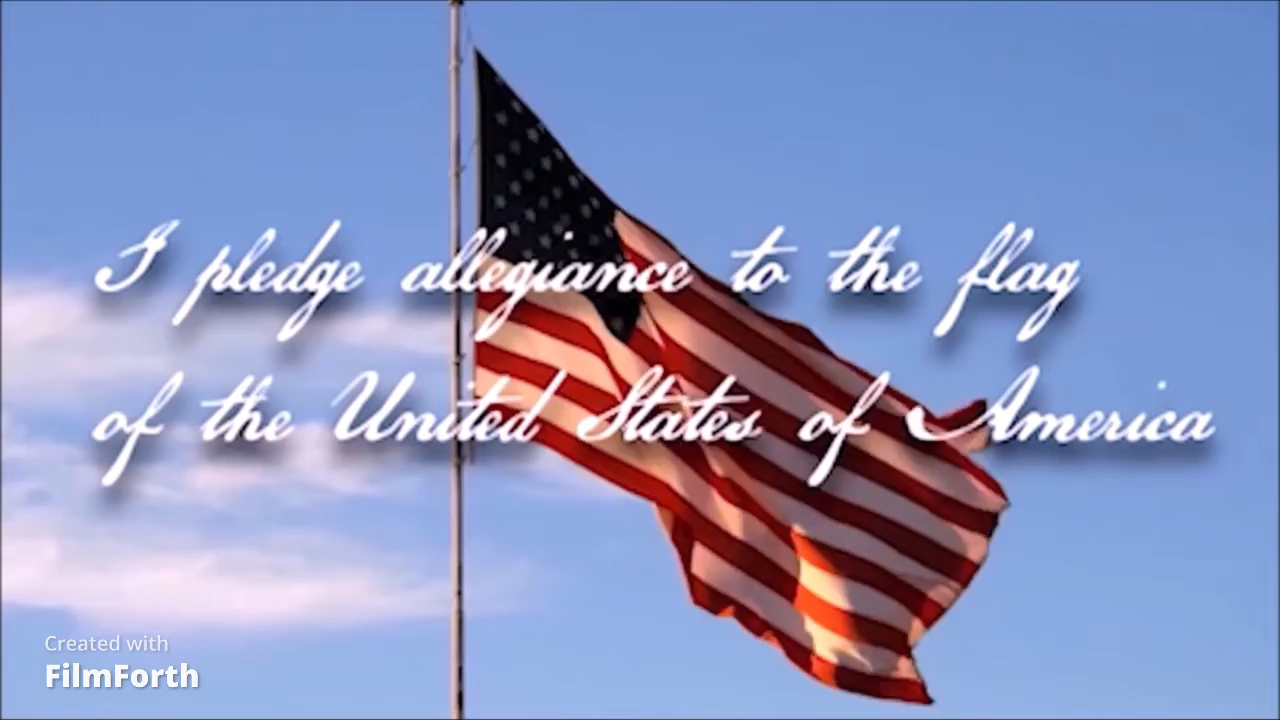 I pledge allegiance to the flag
of the United States of America
Created with
FilmForth